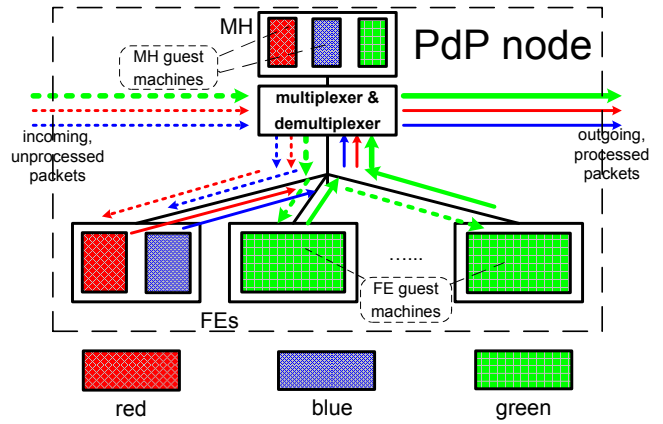 MH
PdP node
MH guest
machines
multiplexer &
demultiplexer
incoming,
unprocessed
packets
outgoing,
processed
packets
......
FE guest
machines
FEs
red
blue
green